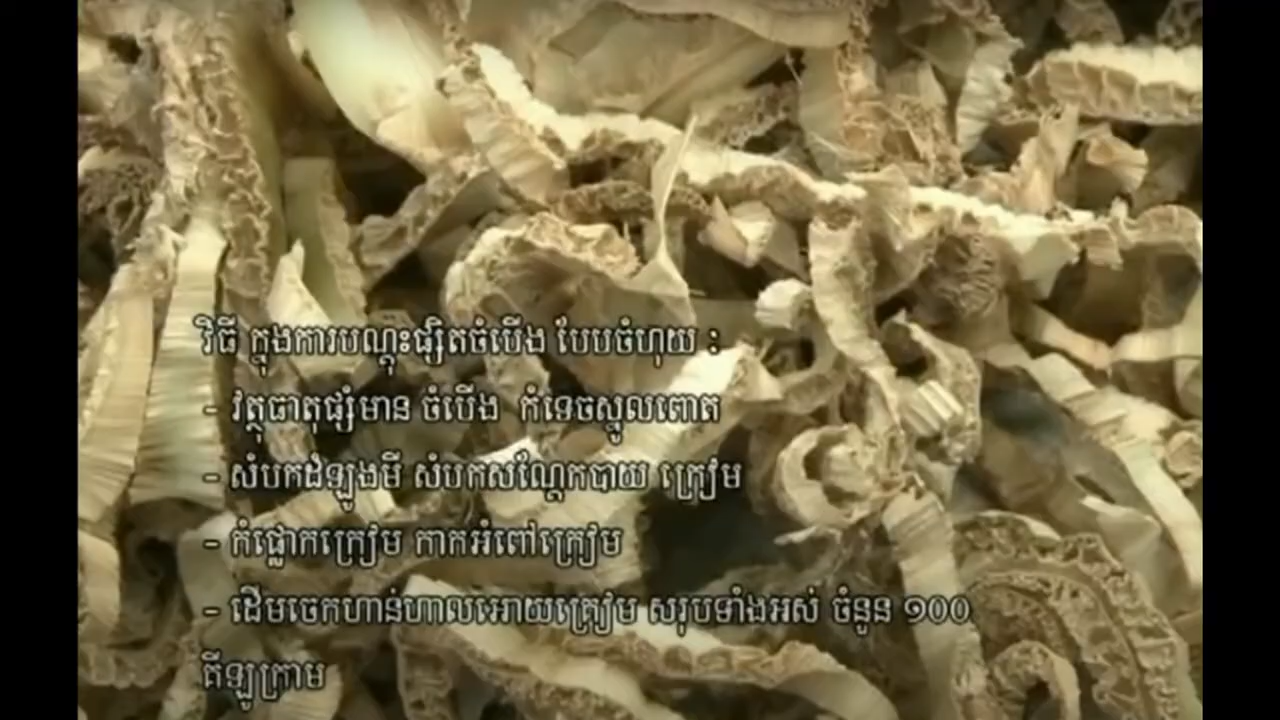 វិធី ក្នុងការបណ្តុះផ្សិតចំបើង បែបចំហុយ :
- វត្ថុធាតុផ្សំមាន ចំបើង កំទេចស្នូលពោត
- សំបកដំឡូងមី សំបកសណ្តែកបាយ ក្រៀម
- កំផ្លោកក្រៀម កាកអំពៅក្រៀម
- ដើមចេកហាន់ហាលអោយគ្រៀម សរុបទាំងអស់ ចំនួន ១០០
គីឡូក្រាម